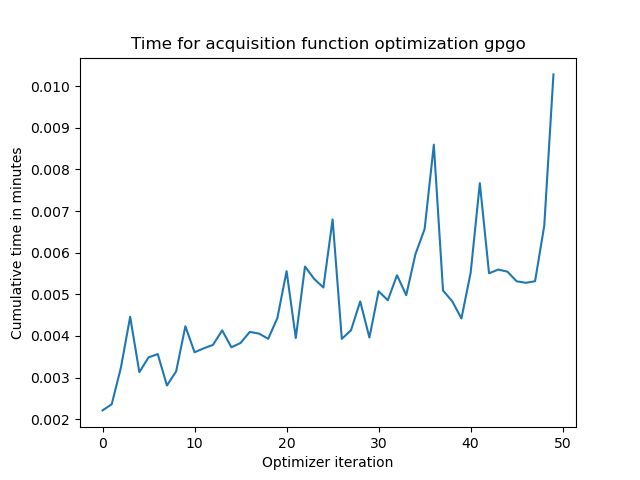 Time for acquisition function optimization gpgo
Cumulative time in minutes
0.010
0.009
0.008
0.007
0.006
0.005
0.004
0.003
0.002
0 10 20 30 40 50
Optimizer iteration